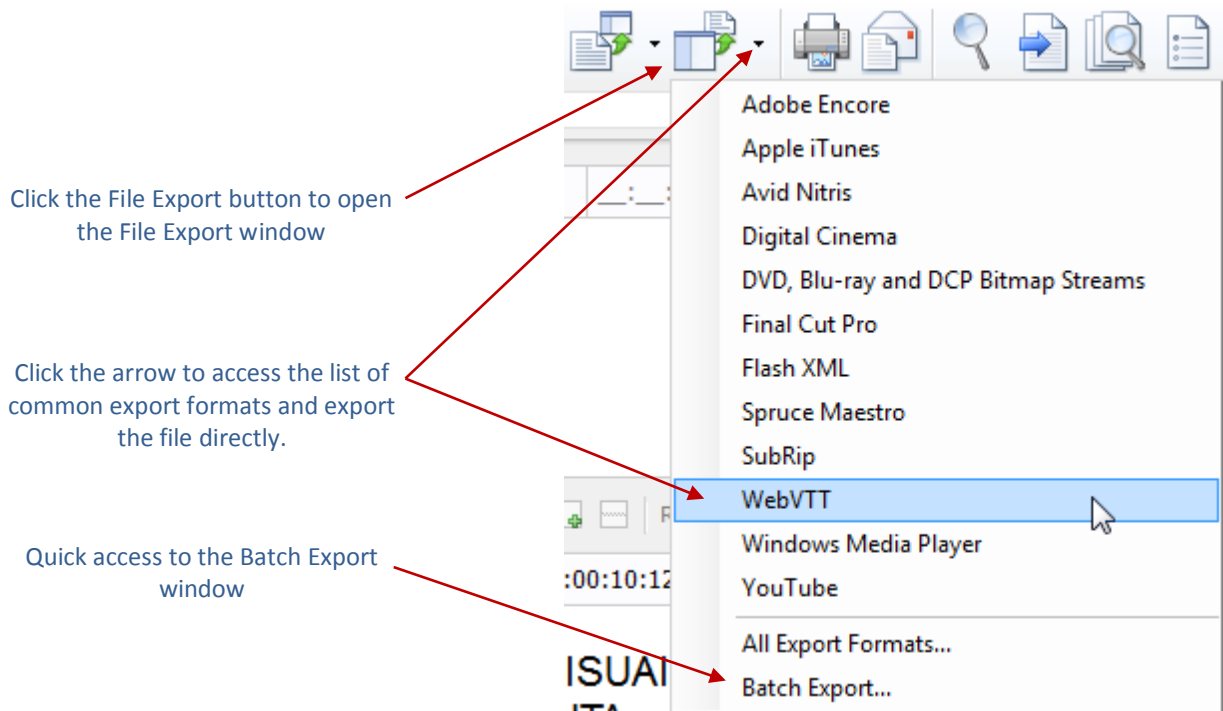 Click the File Export button to open
the File Export window
Click the arrow to access the list of
common export formats and export
the file directly.
Quick access to the Batch Export
window
__:__:
R
:00:10:12
ISUAI
Adobe Encore
Apple iTunes
Avid Nitris
Digital Cinema
DVD, Blu-ray and DCP Bitmap Streams
Final Cut Pro
Flash XML
Spruce Maestro
SubRip
WebVTT
Windows Media Player
YouTube
All Export Formats...
Batch Export...